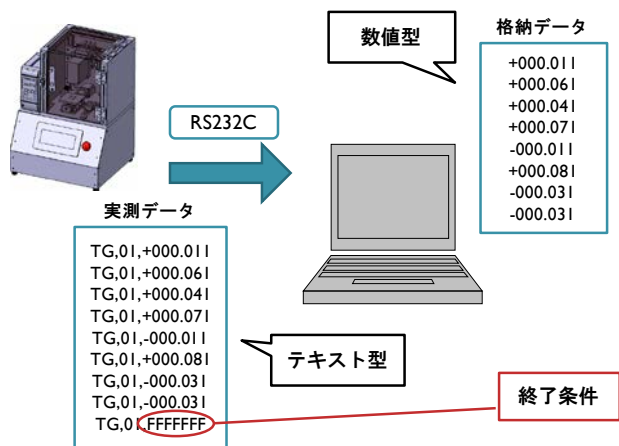 数値型
格納データ
+000.011
+000.061
+000.041
+000.071
-000.011
+000.081
-000.031
-000.031
RS232C
実測データ
TG,01,+000.011
TG,01,+000.061
TG,01,+000.041
TG,01,+000.071
TG,01,-000.011
TG,01,+000.081
TG,01,-000.031
TG,01,-000.031
TG,01,FFFFFFF
テキスト型
終了条件